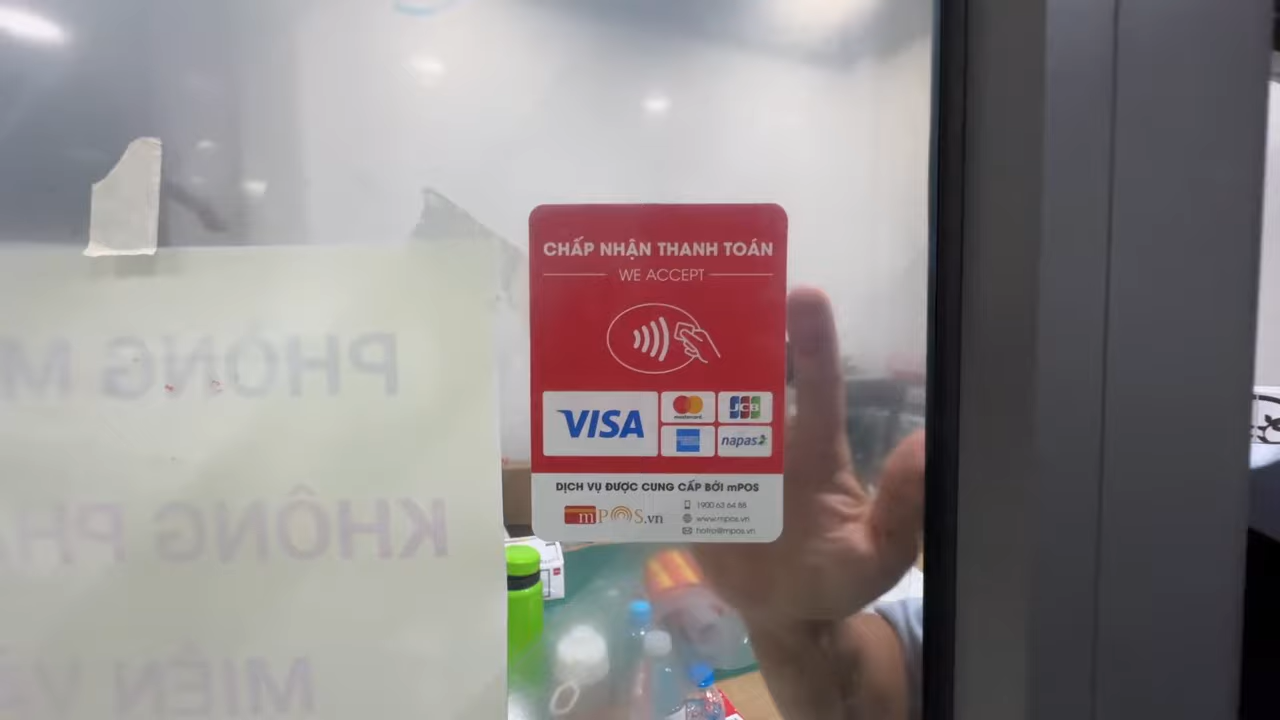 PHÒNG M
KHÔNG P
MIỄN V
CHẤP NHẬN THANH TOÁN
WE ACCEPT
VISA
mastercard
JCB
napas
DỊCH VỤ ĐƯỢC CUNG CẤP BỞI mPOS
mPOS.vn
1900 63 64 88
www.mpos.vn
hotro@mpos.vn